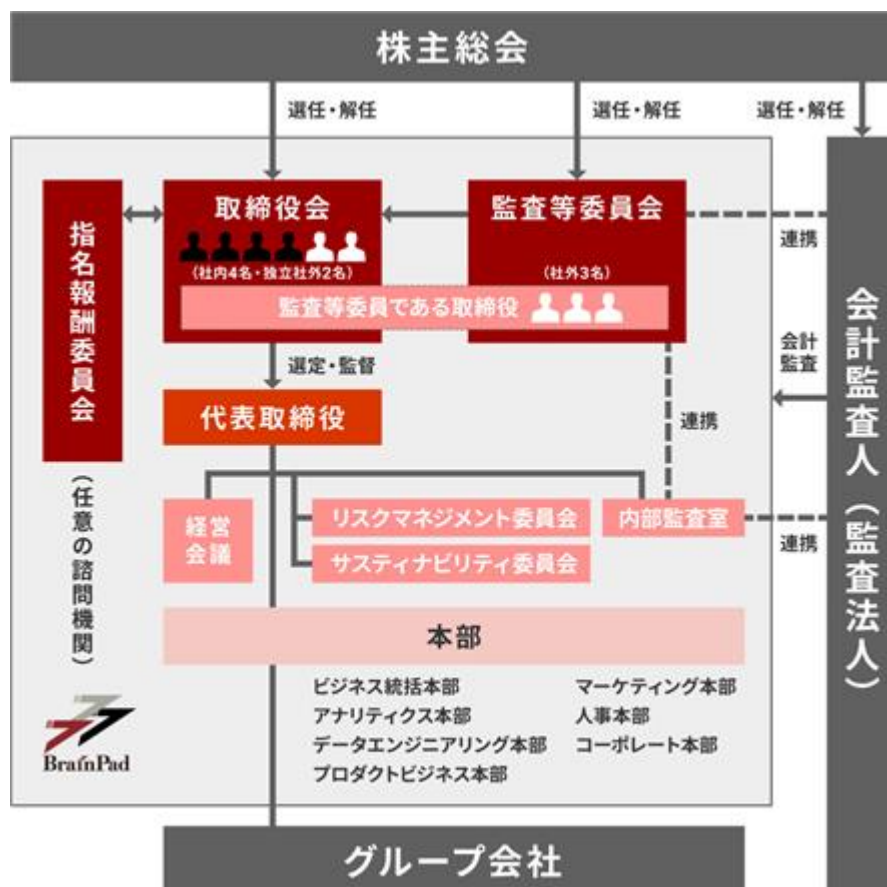 株主総会
選任・解任
選任・解任
選任・解任
指名報酬委員会
(任意の諮問機関)
取締役会
(社内4名・独立社外2名)
監査等委員会
(社外3名)
監査等委員である取締役
連携
選定・監督
会計
監査
代表取締役
連携
経営
会議
リスクマネジメント委員会
サスティナビリティ委員会
内部監査室
連携
会計監査人(監査法人)
本部
ビジネス統括本部
アナリティクス本部
データエンジニアリング本部
プロダクトビジネス本部
マーケティング本部
人事本部
コーポレート本部
BrainPad
グループ会社